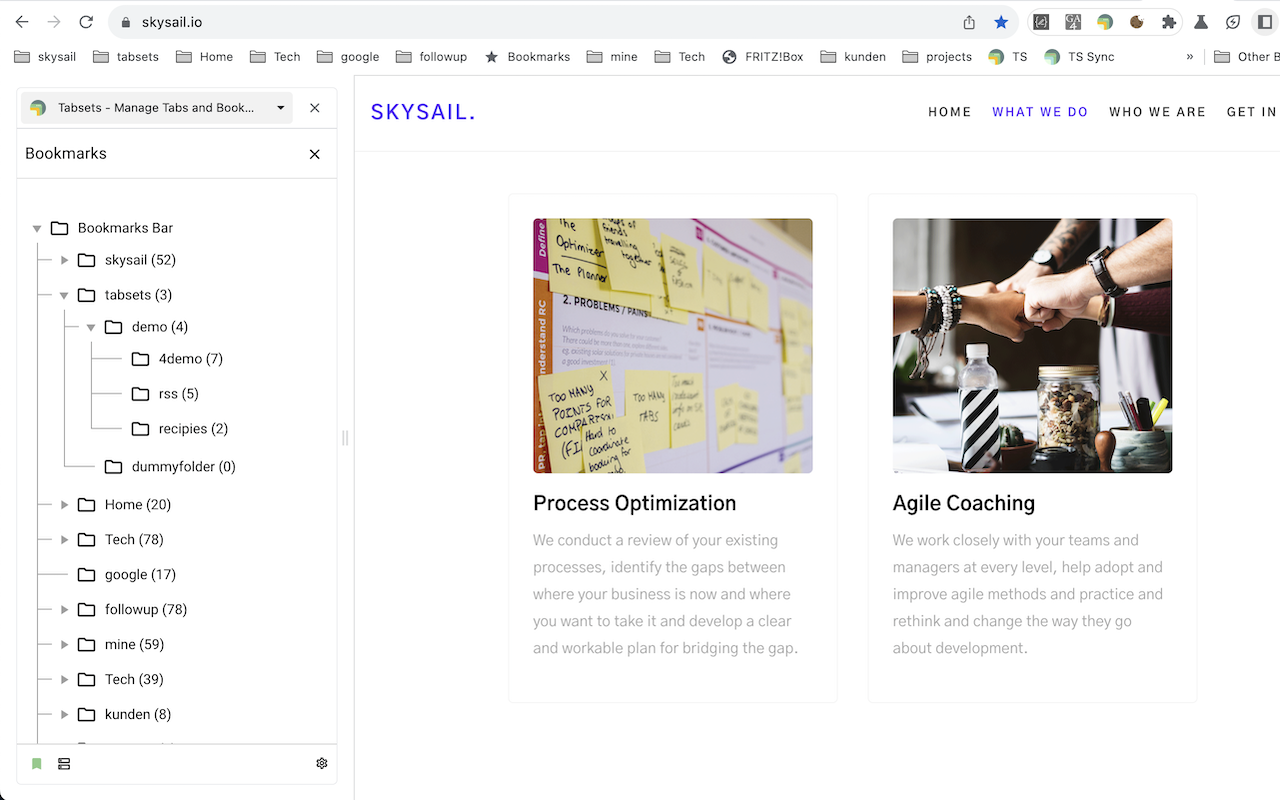 skysail.io
skysail
tabsets
Home
Tech
google
followup
Bookmarks
mine
Tech
FRITZ!Box
kunden
projects
TS
TS Sync
»
Other B
Tabsets - Manage Tabs and Book...
Bookmarks
Bookmarks Bar
skysail (52)
tabsets (3)
demo (4)
4demo (7)
rss (5)
recipies (2)
dummyfolder (0)
Home (20)
Tech (78)
google (17)
followup (78)
mine (59)
Tech (39)
kunden (8)
SKYSAIL.
HOME
WHAT WE DO
WHO WE ARE
GET IN
The
Optimizer
The Planner
friends
travelling
together
Define
2. PROBLEMS / PAINS
understand RC
TOO MANY
POINTS FOR
COMPARISON
Hard to
coordinate
booking for
TOO MANY
TABS
Process Optimization
We conduct a review of your existing
processes, identify the gaps between
where your business is now and where
you want to take it and develop a clear
and workable plan for bridging the gap.
Agile Coaching
We work closely with your teams and
managers at every level, help adopt and
improve agile methods and practice and
rethink and change the way they go
about development.